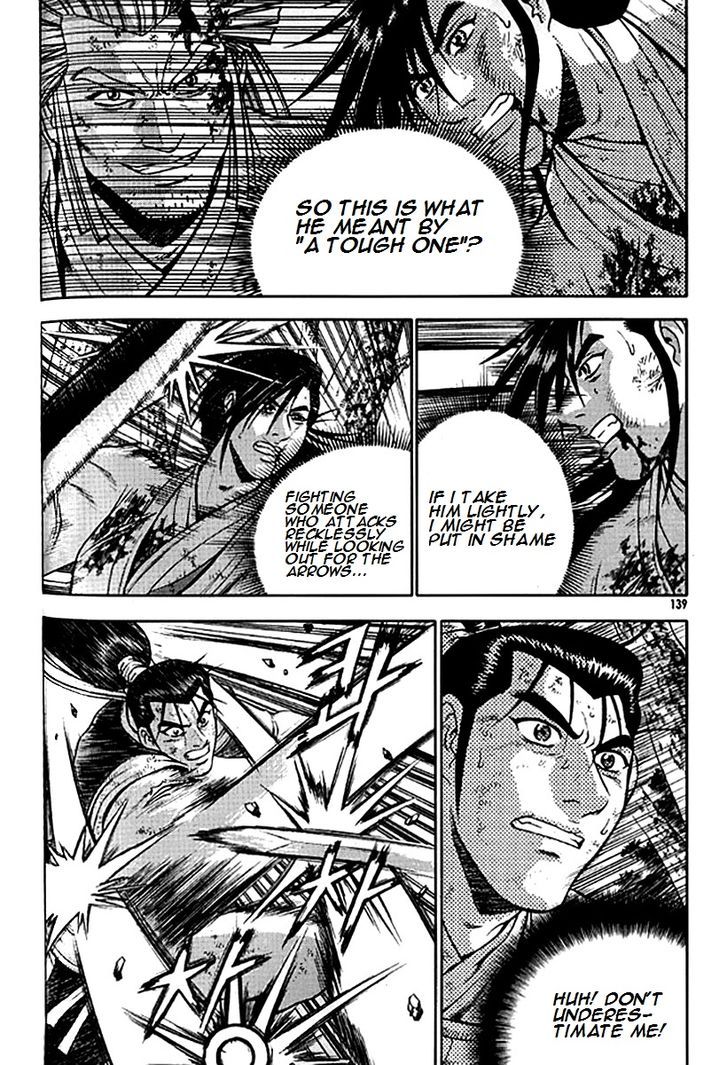 SO THIS IS WHAT
HE MEANT BY
"A TOUGH ONE"?
FIGHTING
SOMEONE
WHO ATTACKS
RECKLESSLY
WHILE LOOKING
OUT FOR THE
ARROWS...
IF I TAKE
HIM LIGHTLY,
I MIGHT BE
PUT IN SHAME
139
HUH! DON'T
UNDERES-
TIMATE ME!